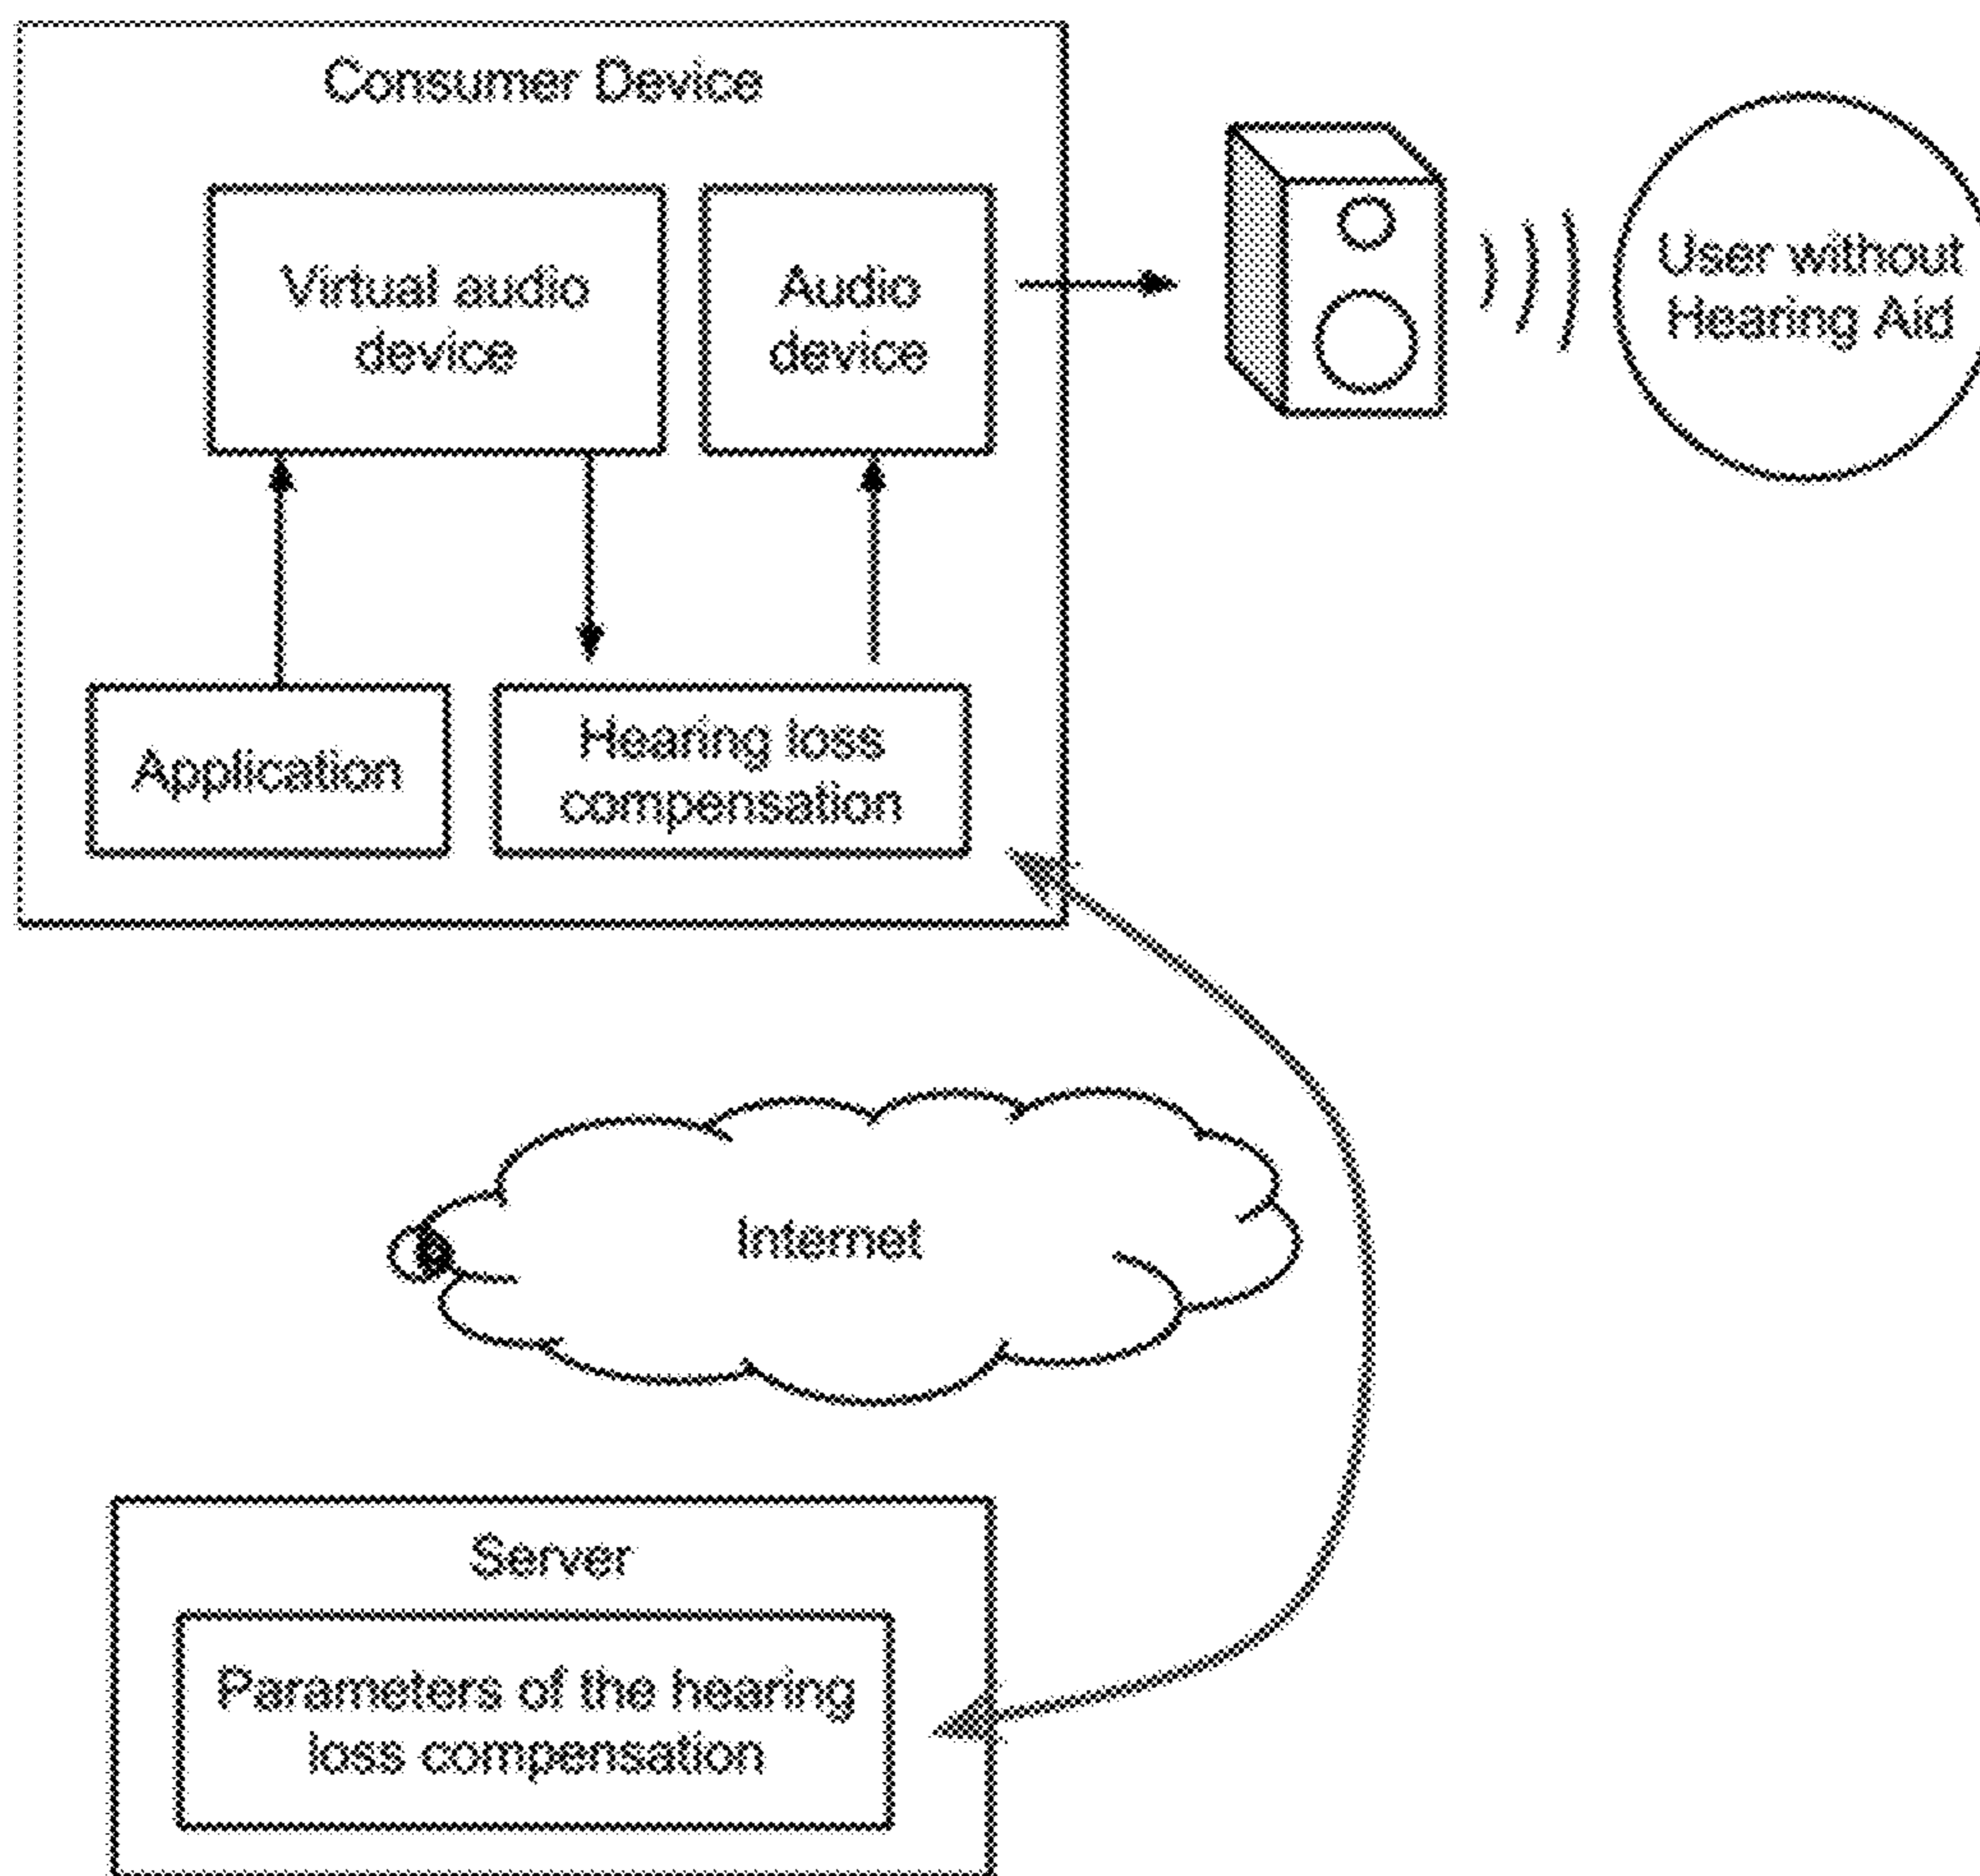 Consumer Device
Virtual audio
device
Audio
device
User without
Hearing Aid
Application
Hearing loss
compensation
Internet
Server
Parameters of the hearing
loss compensation